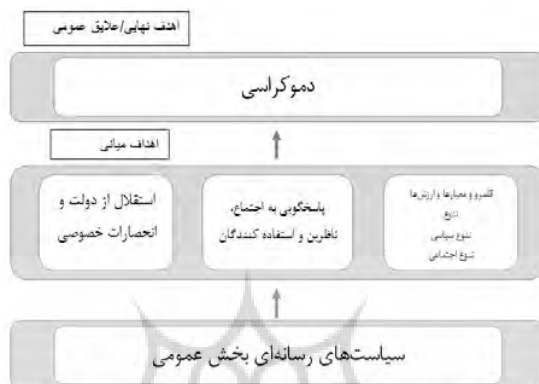 اهداف نهایی/علایق عمومی
دموکراسی
اهداف میانی
قلمرو و معیارها و ارزش‌ها
تنوع
تنوع سیاسی
تنوع اجتماعی
پاسخگویی به اجتماع،
ناظرین و استفاده کنندگان
استقلال از دولت و
انحصارات خصوصی
سیاست‌های رسانه‌ای بخش عمومی